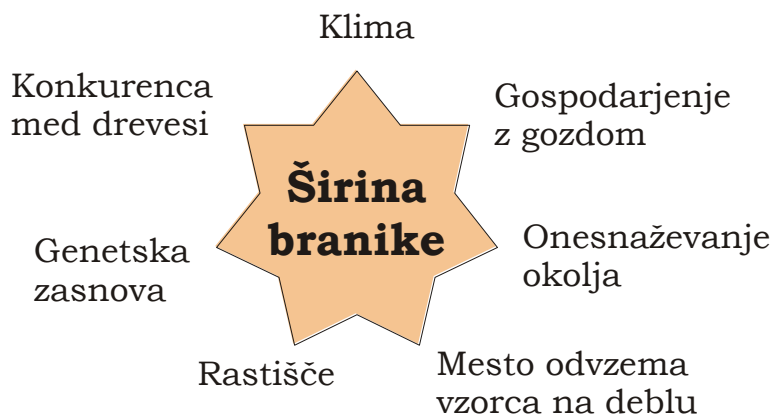 Klima
Konkurenca
med drevesi
Gospodarjenje
z gozdom
Širina
branike
Genetska
zasnova
Onesnaževanje
okolja
Rastišče
Mesto odvzema
vzorca na deblu